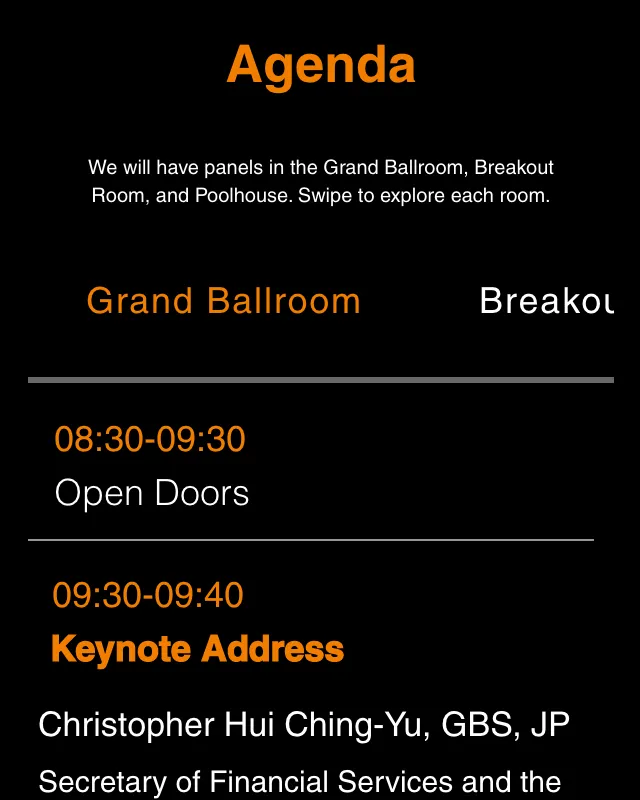 Agenda
We will have panels in the Grand Ballroom, Breakout
Room, and Poolhouse. Swipe to explore each room.
Grand Ballroom Breakou
08:30-09:30
Open Doors
09:30-09:40
Keynote Address
Christopher Hui Ching-Yu, GBS, JP
Secretary of Financial Services and the